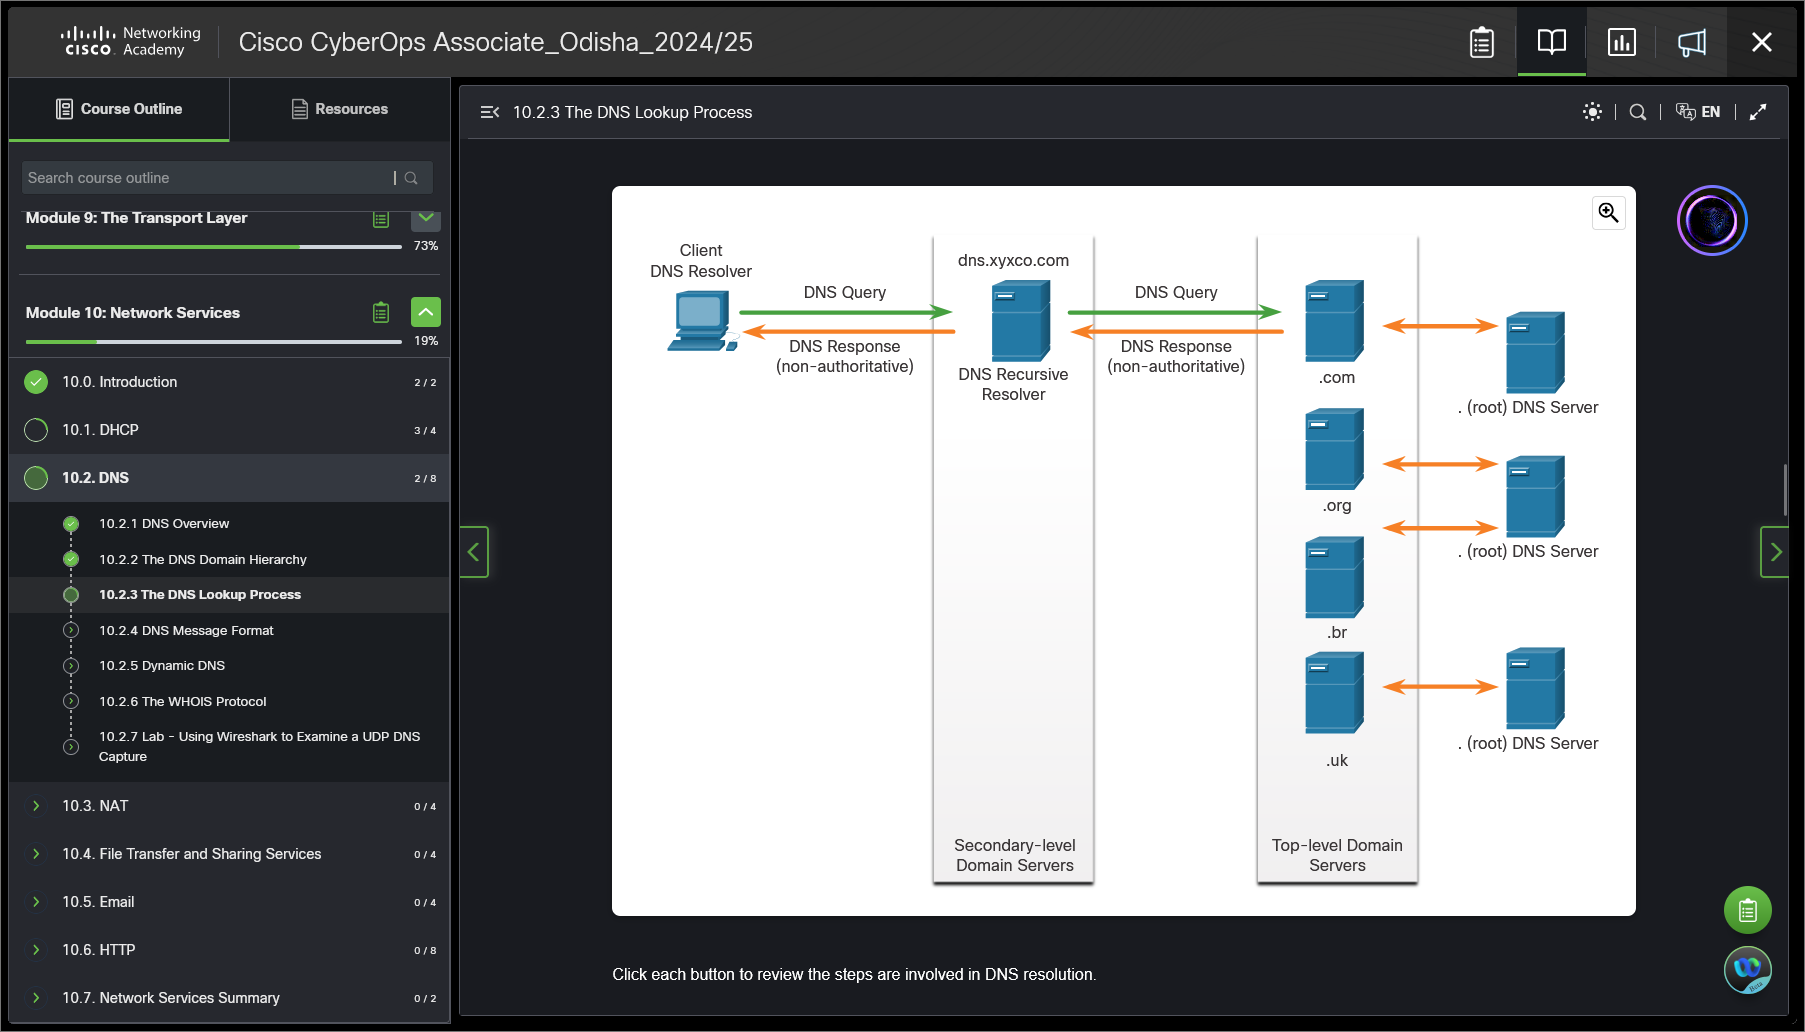 Networking
CISCO Academy
Cisco CyberOps Associate_Odisha_2024/25
Course Outline
Resources
Search course outline
Module 9: The Transport Layer
73%
Module 10: Network Services
19%
10.0. Introduction 2 / 2
10.1. DHCP 3 / 4
10.2. DNS 2 / 8
10.2.1 DNS Overview
10.2.2 The DNS Domain Hierarchy
10.2.3 The DNS Lookup Process
10.2.4 DNS Message Format
10.2.5 Dynamic DNS
10.2.6 The WHOIS Protocol
10.2.7 Lab - Using Wireshark to Examine a UDP DNS
Capture
10.3. NAT 0 / 4
10.4. File Transfer and Sharing Services 0 / 4
10.5. Email 0 / 4
10.6. HTTP 0 / 8
10.7. Network Services Summary 0 / 2
10.2.3 The DNS Lookup Process
EN
Client
DNS Resolver
DNS Query
DNS Response
(non-authoritative)
dns.xyxco.com
DNS Recursive
Resolver
DNS Query
DNS Response
(non-authoritative)
.com
. (root) DNS Server
.org
. (root) DNS Server
.br
.uk
. (root) DNS Server
Secondary-level
Domain Servers
Top-level Domain
Servers
Click each button to review the steps are involved in DNS resolution.
Beta